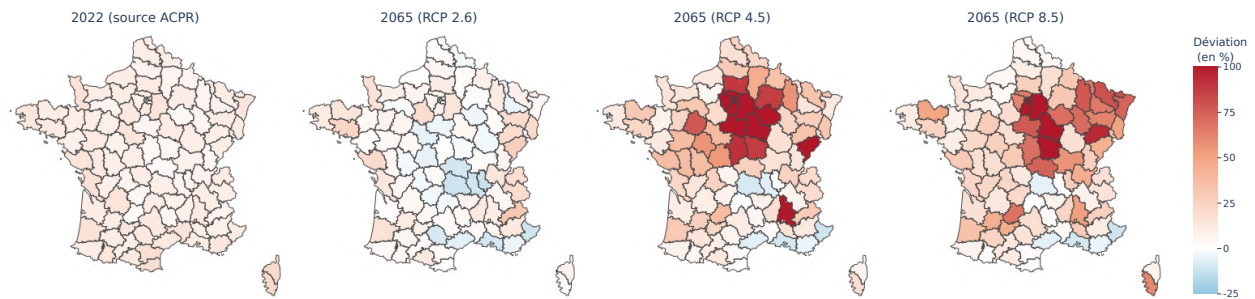 2022 (source ACPR)
2065 (RCP 2.6)
2065 (RCP 4.5)
2065 (RCP 8.5)
Déviation
(en %)
100
75
50
25
0
-25